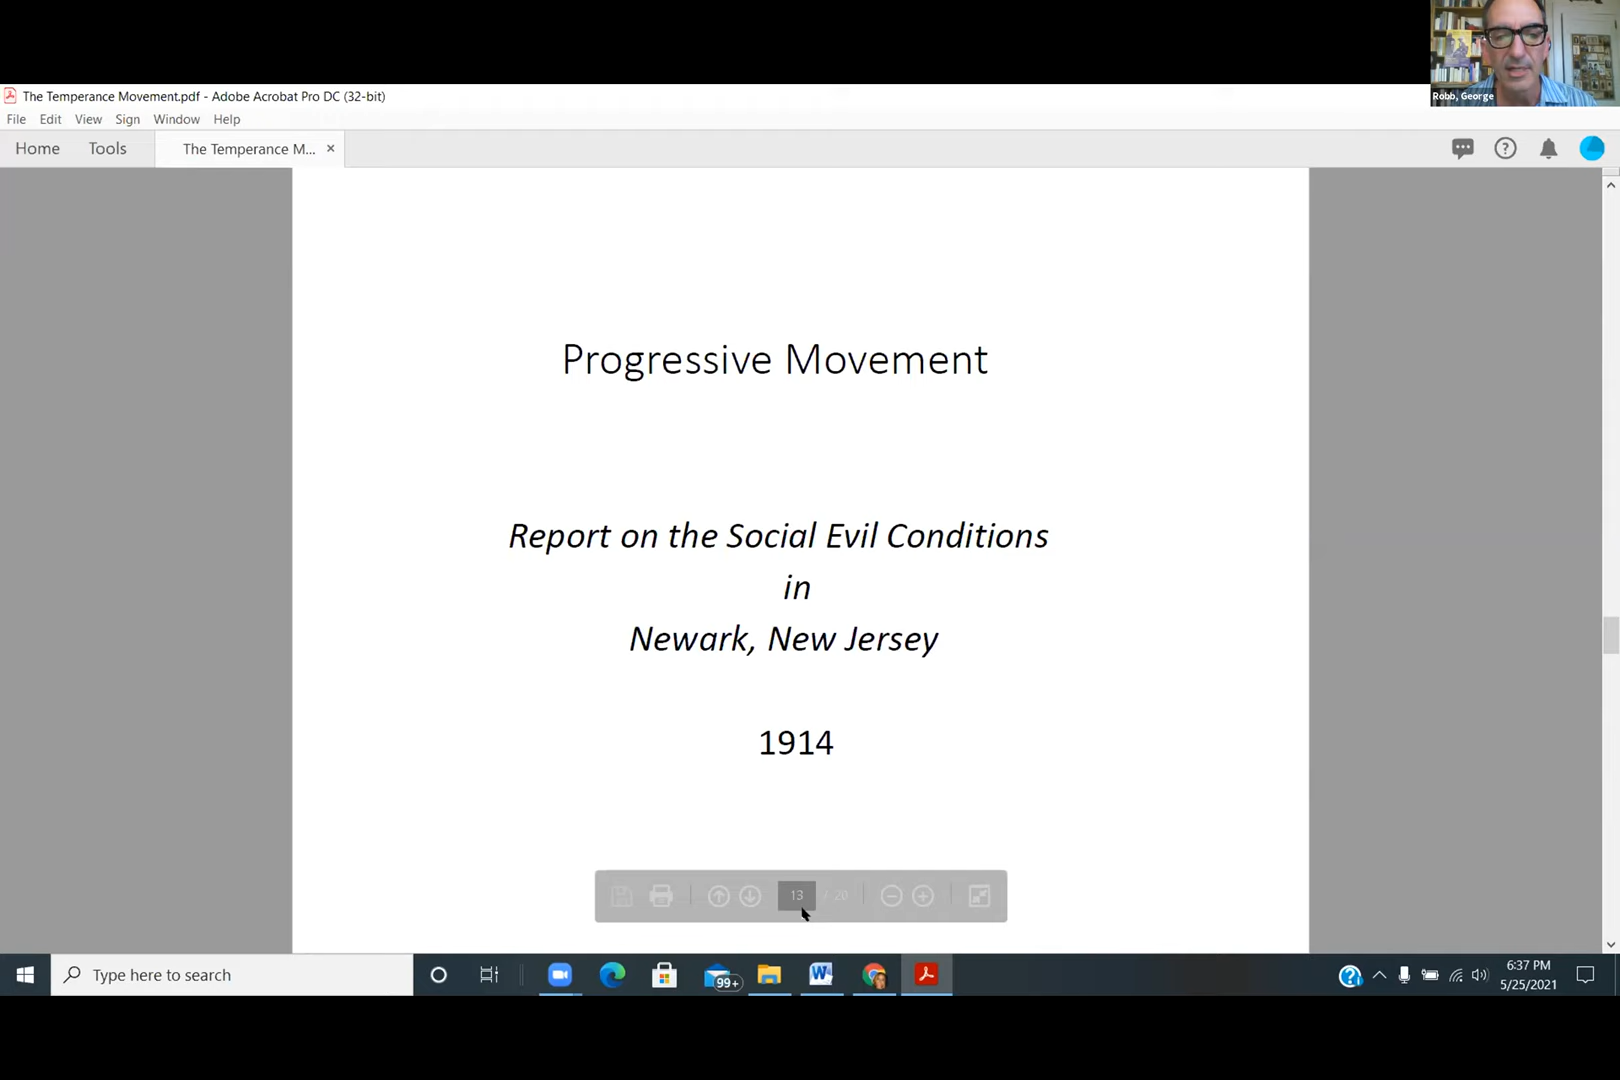 Robb, George
The Temperance Movement.pdf - Adobe Acrobat Pro DC (32-bit)
File Edit View Sign Window Help
Home Tools The Temperance M... ×
Progressive Movement
Report on the Social Evil Conditions
in
Newark, New Jersey
1914
13 / 20
Type here to search
99+
6:37 PM
5/25/2021